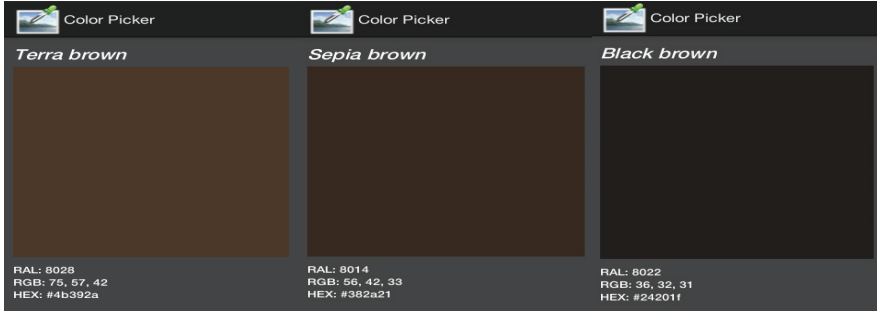 Color Picker
Terra brown
RAL: 8028
RGB: 75, 57, 42
HEX: #4b392a
Color Picker
Sepia brown
RAL: 8014
RGB: 56, 42, 33
HEX: #382a21
Color Picker
Black brown
RAL: 8022
RGB: 36, 32, 31
HEX: #24201f